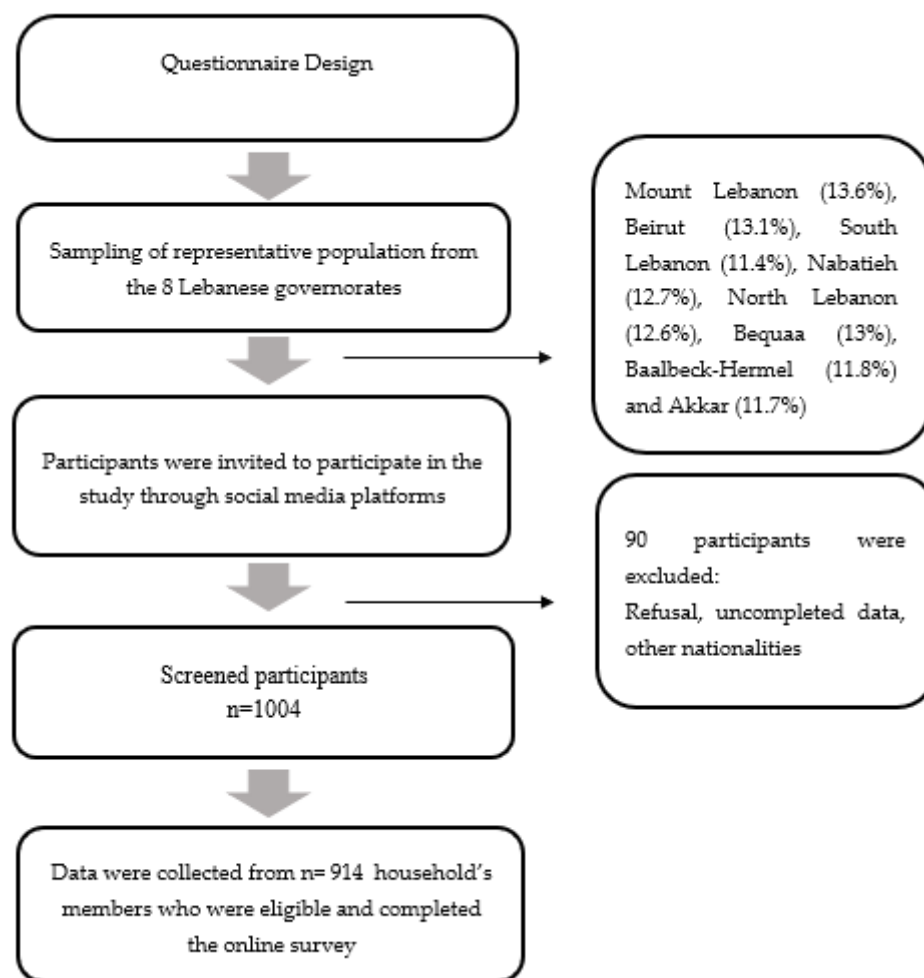 Questionnaire Design
Sampling of representative population from
the 8 Lebanese governorates
Mount Lebanon (13.6%),
Beirut (13.1%), South
Lebanon (11.4%), Nabatieh
(12.7%), North Lebanon
(12.6%), Bequaa (13%),
Baalbeck-Hermel (11.8%)
and Akkar (11.7%)
Participants were invited to participate in the
study through social media platforms
90 participants were
excluded:
Refusal, uncompleted data,
other nationalities
Screened participants
n=1004
Data were collected from n= 914 household’s
members who were eligible and completed
the online survey